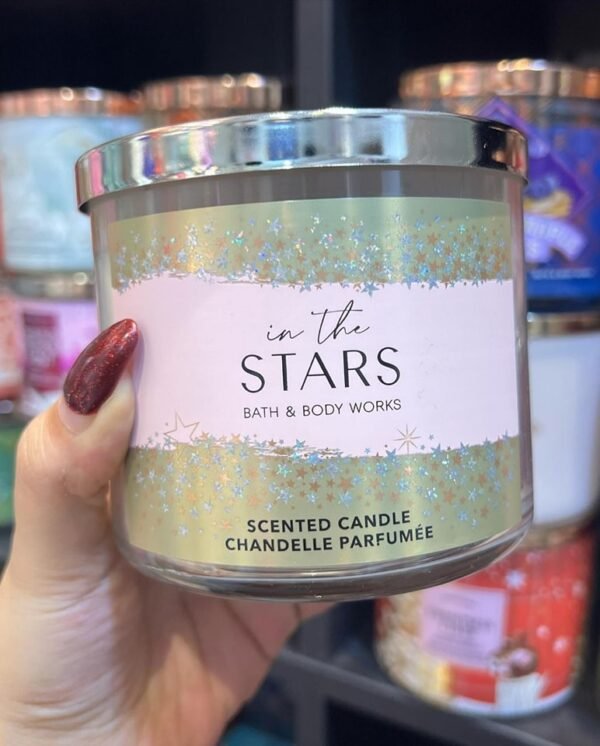 in the
STARS
BATH & BODY WORKS
SCENTED CANDLE
CHANDELLE PARFUMÉE